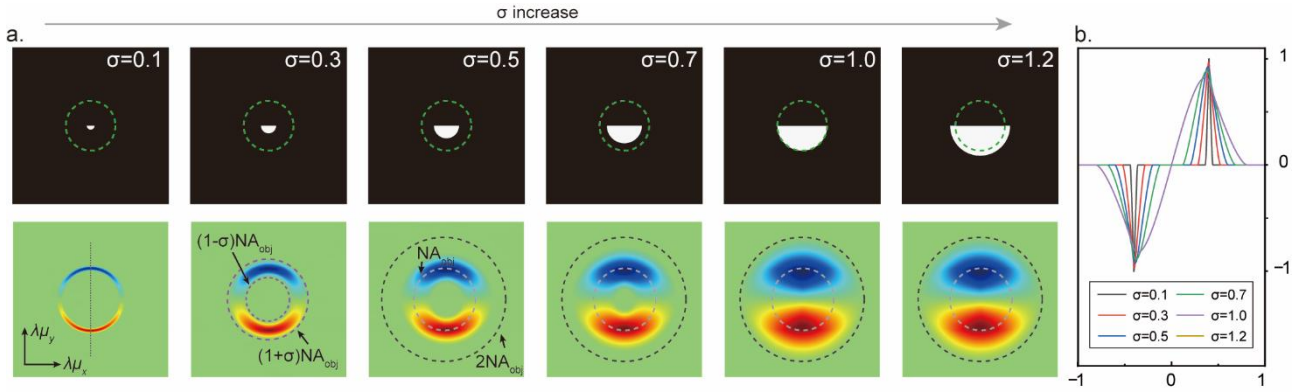 σ increase
a.
σ=0.1
σ=0.3
σ=0.5
σ=0.7
σ=1.0
σ=1.2
(1-σ)NAobj
(1+σ)NAobj
NAobj
2NAobj
λμy
λμx
b.
1
0
−1
σ=0.1
σ=0.7
σ=0.3
σ=1.0
σ=0.5
σ=1.2
−1
0
1